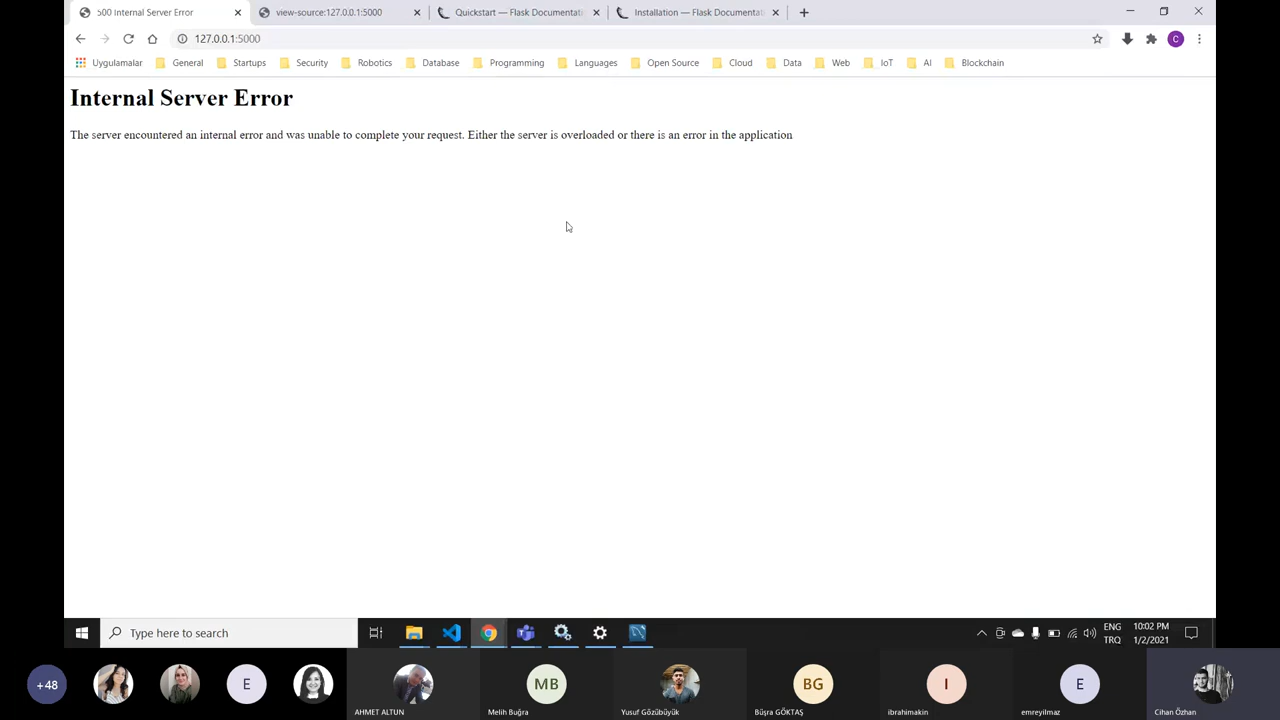 500 Internal Server Error
view-source:127.0.0.1:5000
Quickstart — Flask Documentati
Installation — Flask Documentati
127.0.0.1:5000
C
Uygulamalar
General
Startups
Security
Robotics
Database
Programming
Languages
Open Source
Cloud
Data
Web
IoT
AI
Blockchain
Internal Server Error
The server encountered an internal error and was unable to complete your request. Either the server is overloaded or there is an error in the application
Type here to search
ENG
TRQ
10:02 PM
1/2/2021
+48
E
AHMET ALTUN
MB
Melih Buğra
Yusuf Gözübüyük
BG
Büşra GÖKTAŞ
I
ibrahimakin
E
emreyilmaz
Cihan Özhan